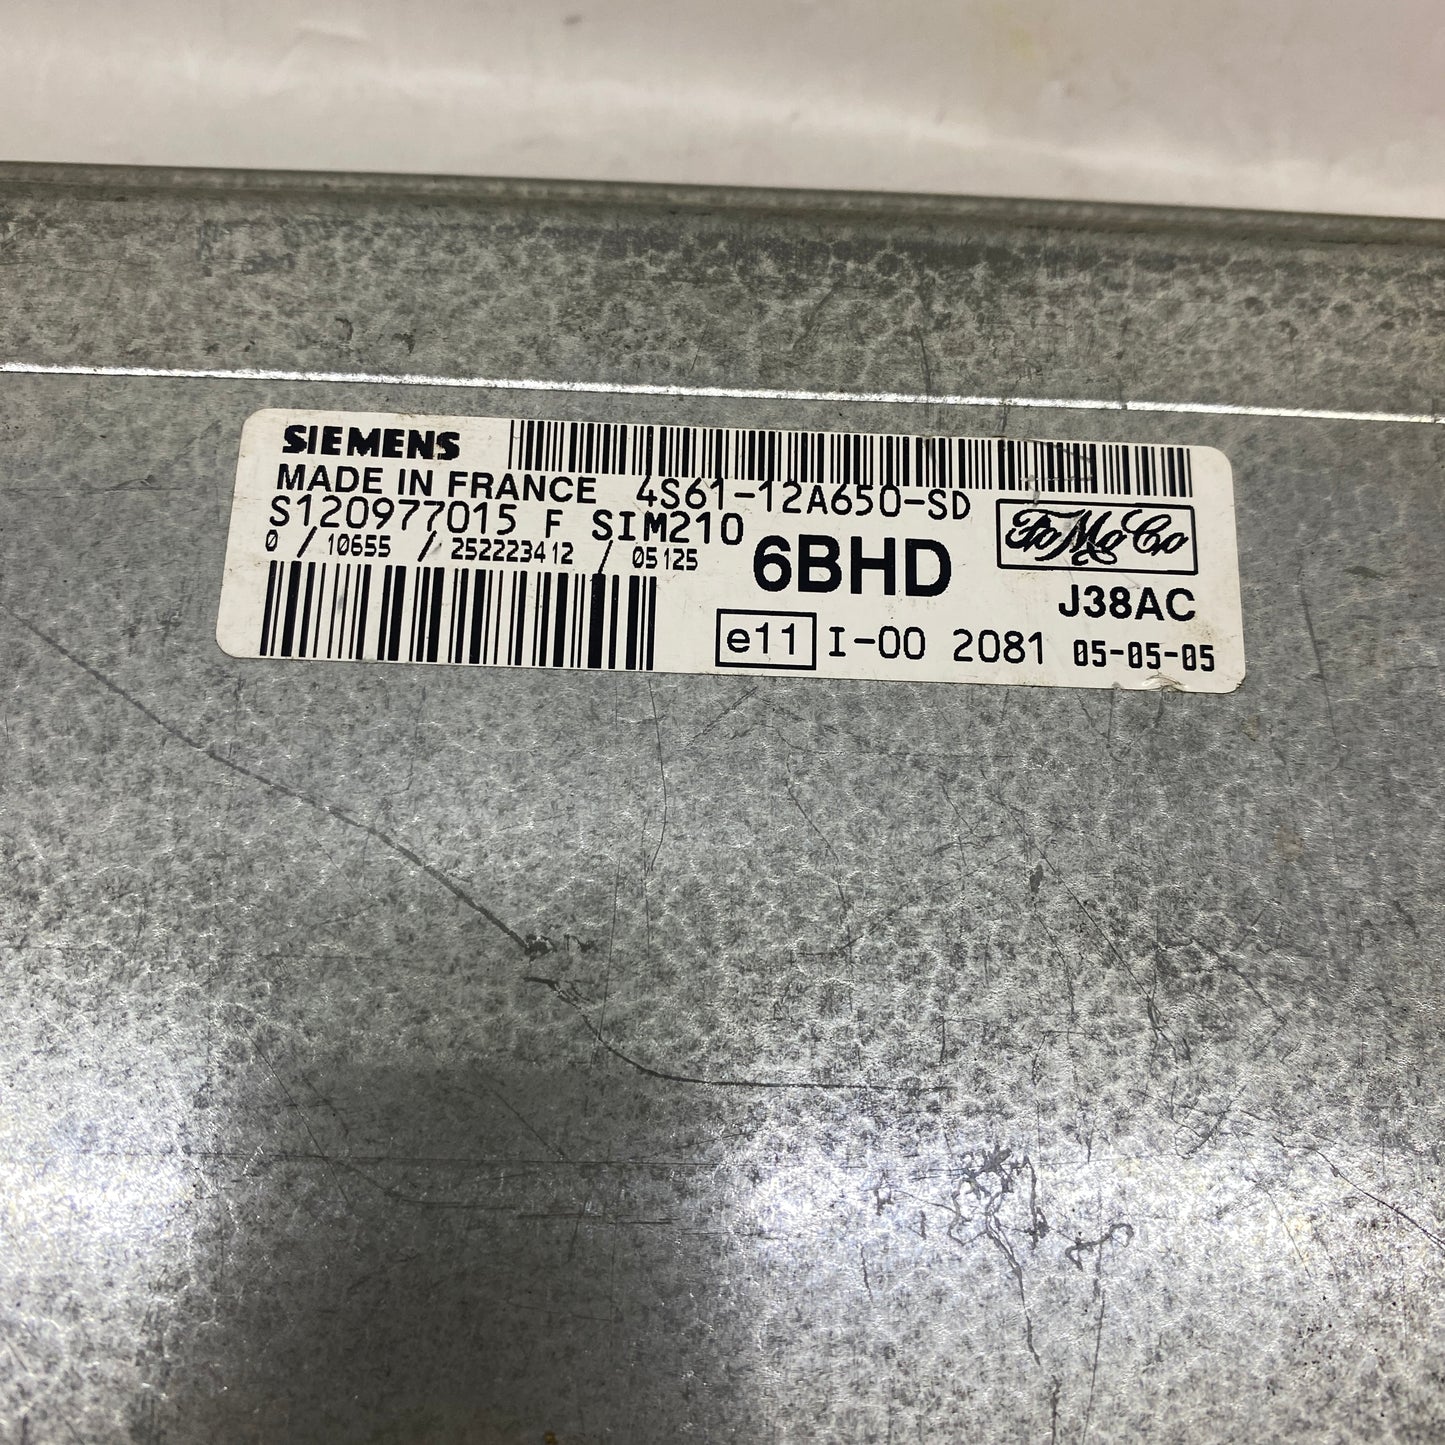 SIEMENS
MADE IN FRANCE 4S61-12A650-SD
S120977015 F SIM210
0 / 10655 / 252223412 / 05125
6BHD
FoMoCo
J38AC
e11 I-00 2081 05-05-05